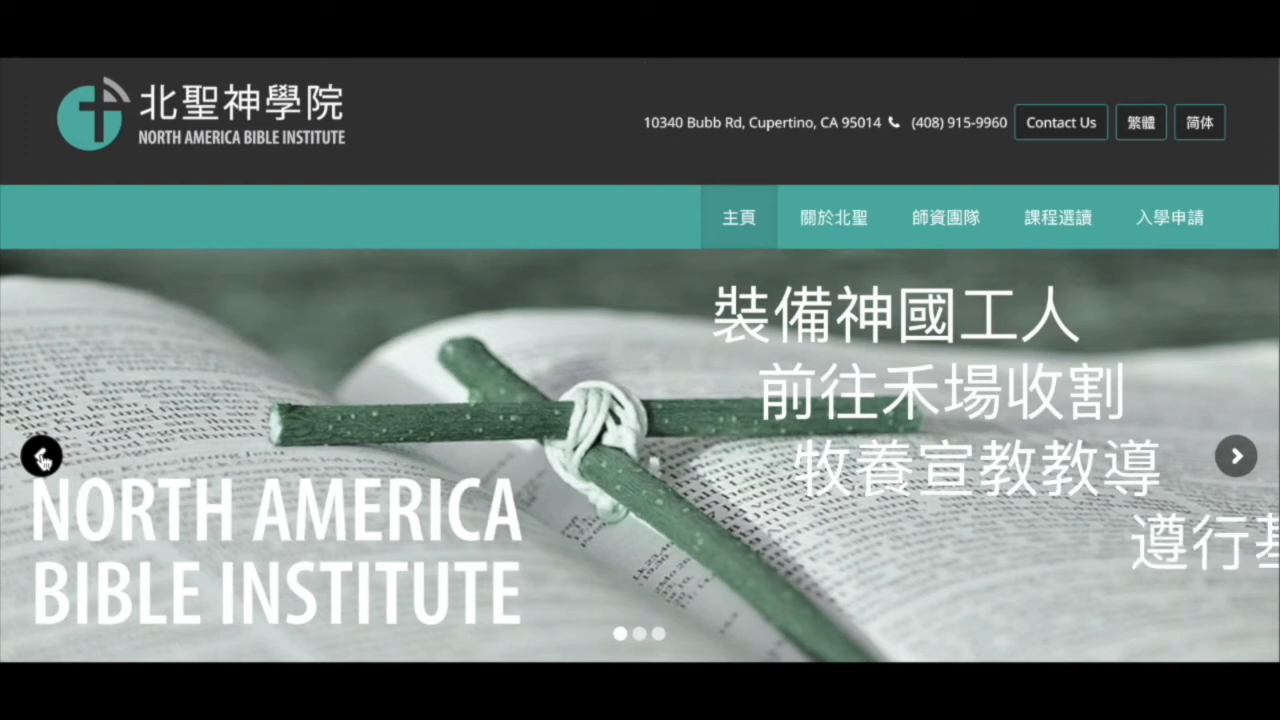 北聖神學院
NORTH AMERICA BIBLE INSTITUTE
10340 Bubb Rd, Cupertino, CA 95014 (408) 915-9960 Contact Us 繁體 简体
主頁 關於北聖 師資團隊 課程選讀 入學申請
裝備神國工人
前往禾場收割
牧養宣教教導
遵行基
NORTH AMERICA
BIBLE INSTITUTE